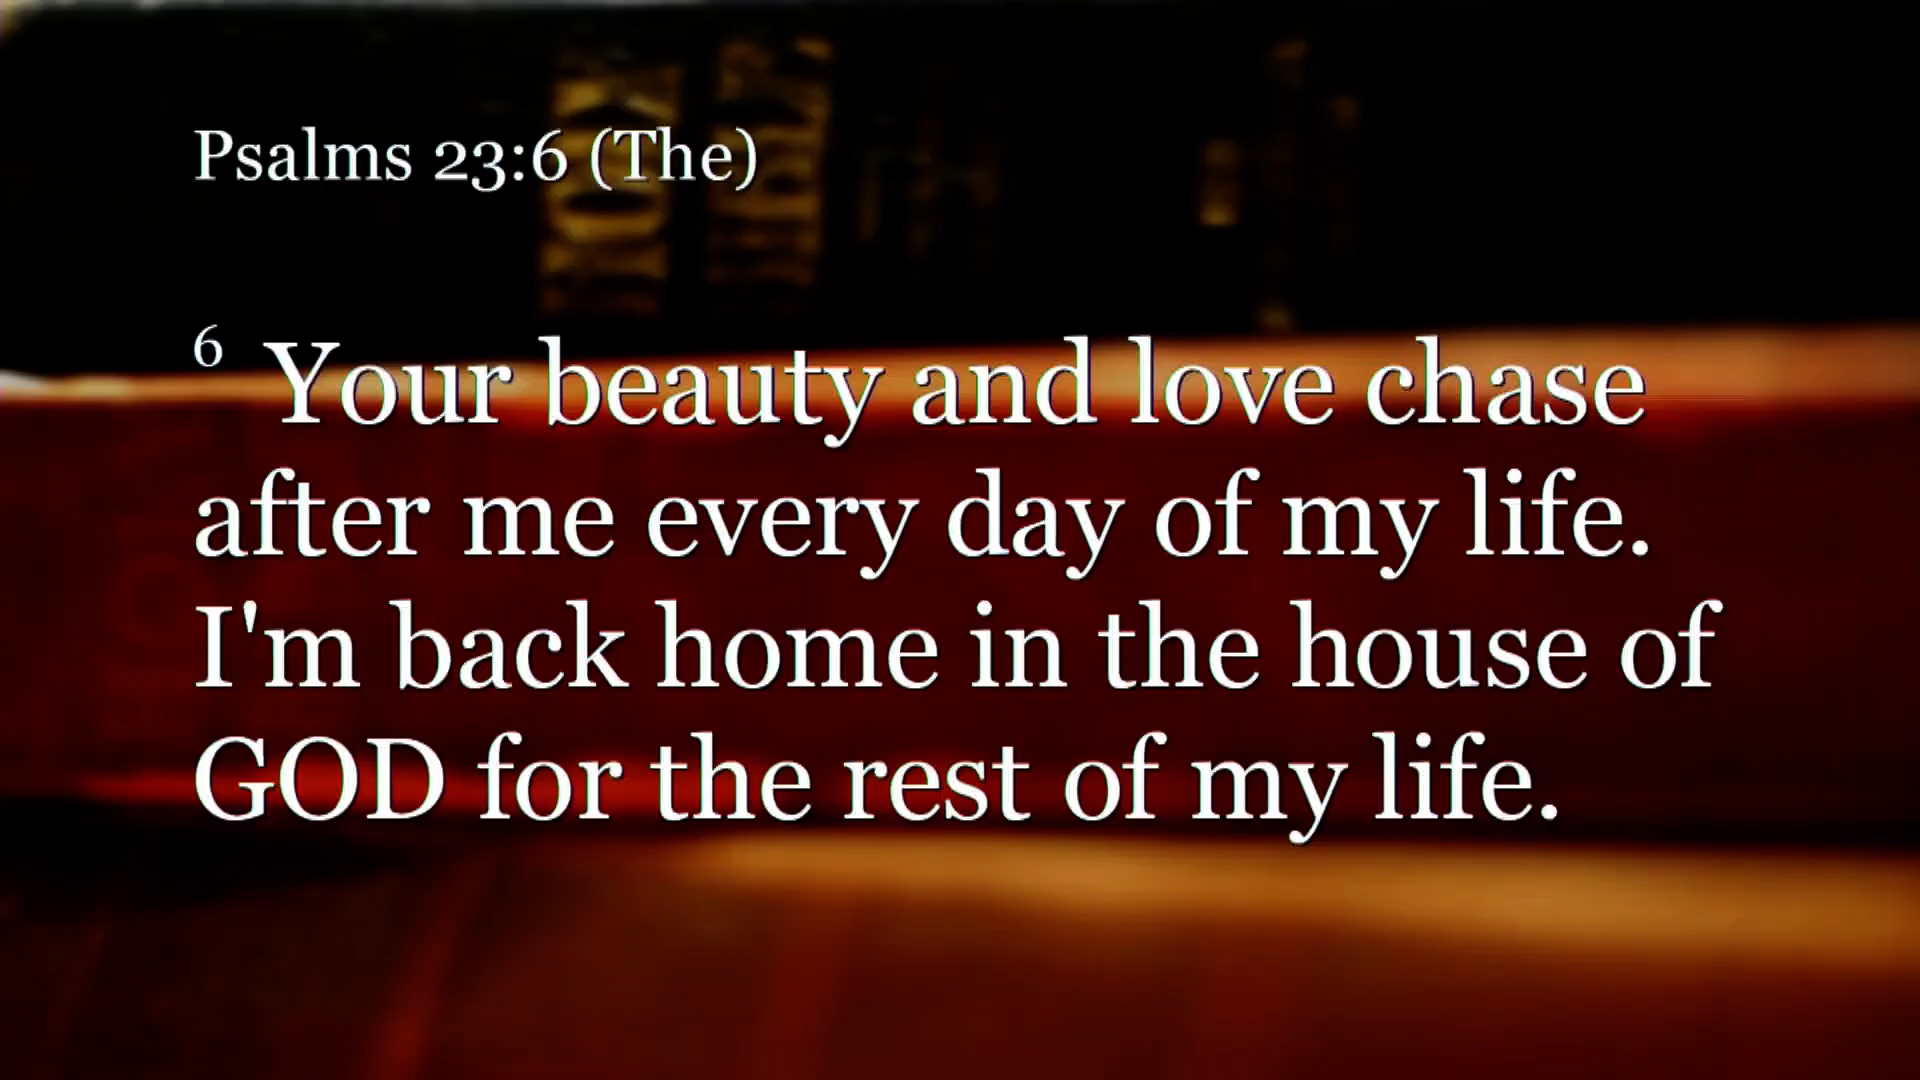 Psalms 23:6 (The)
6 Your beauty and love chase
after me every day of my life.
I'm back home in the house of
GOD for the rest of my life.